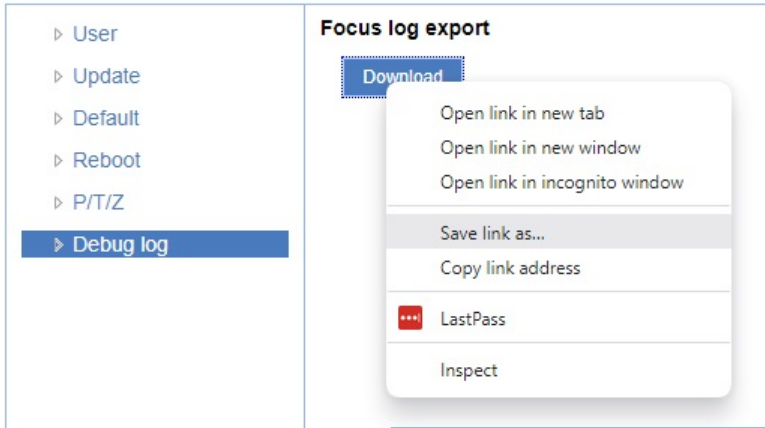 User
Update
Default
Reboot
P/T/Z
Debug log
Focus log export
Download
Open link in new tab
Open link in new window
Open link in incognito window
Save link as...
Copy link address
LastPass
Inspect